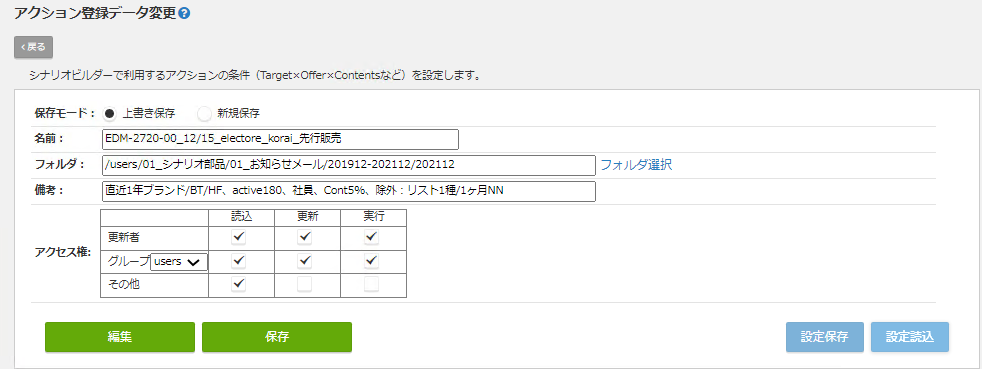 アクション登録データ変更?
< 戻る
シナリオビルダーで利用するアクションの条件（Target×Offer×Contentsなど）を設定します。
保存モード： 上書き保存 新規保存
名前： EDM-2720-00_12/15_electore_korai_先行販売
フォルダ： /users/01_シナリオ部品/01_お知らせメール/201912-202112/202112 フォルダ選択
備考： 直近1年ブランド/BT/HF、active180、社員、Cont5%、除外：リスト1種/1ヶ月NN
アクセス権:
読込 更新 実行
更新者
グループ users
その他
編集 保存 設定保存 設定読込